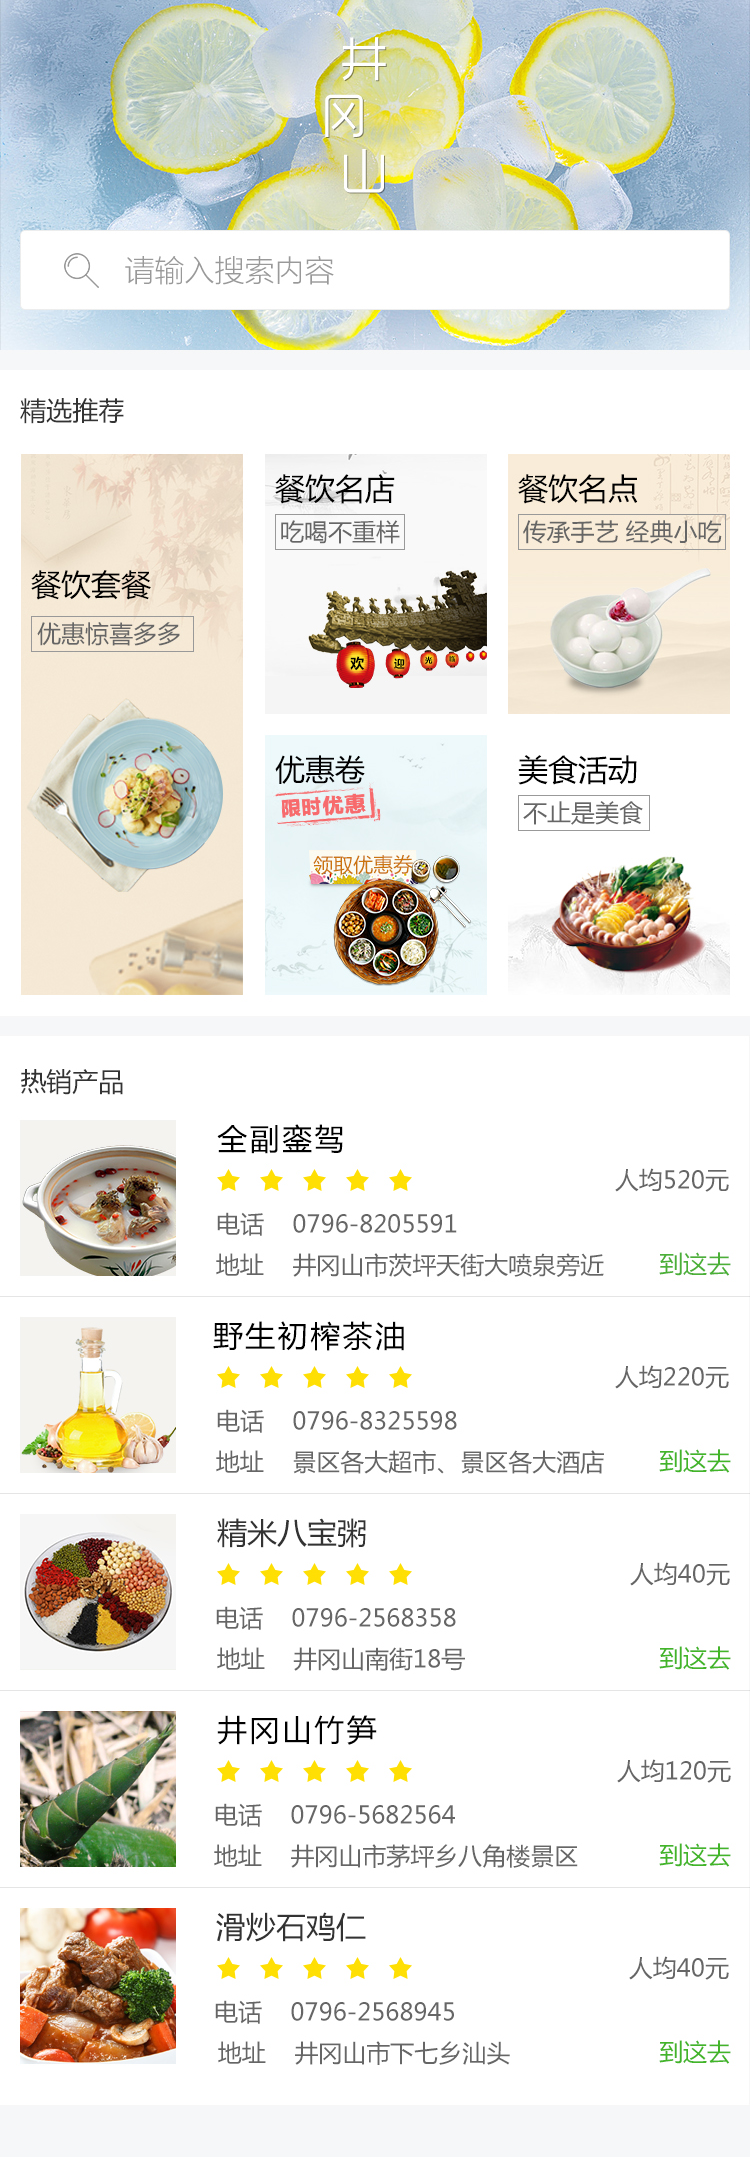 井
冈
山
请输入搜索内容
精选推荐
餐饮套餐
优惠惊喜多多
餐饮名店
吃喝不重样
欢 迎 光 临
餐饮名点
传承手艺 经典小吃
优惠卷
限时优惠
领取优惠券
美食活动
不止是美食
热销产品
全副銮驾
人均520元
电话 0796-8205591
地址 井冈山市茨坪天街大喷泉旁近 到这去
野生初榨茶油
人均220元
电话 0796-8325598
地址 景区各大超市、景区各大酒店 到这去
精米八宝粥
人均40元
电话 0796-2568358
地址 井冈山南街18号 到这去
井冈山竹笋
人均120元
电话 0796-5682564
地址 井冈山市茅坪乡八角楼景区 到这去
滑炒石鸡仁
人均40元
电话 0796-2568945
地址 井冈山市下七乡汕头 到这去